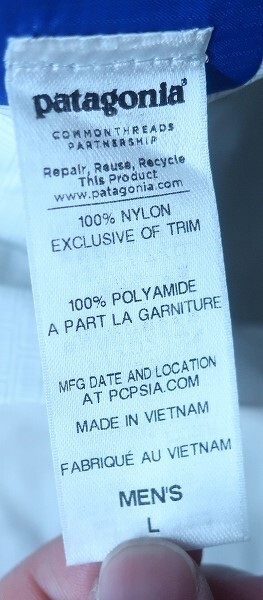 patagonia®
COMMONTHREADS
PARTNERSHIP
Repair, Reuse, Recycle
This Product
www.patagonia.com
100% NYLON
EXCLUSIVE OF TRIM
100% POLYAMIDE
A PART LA GARNITURE
MFG DATE AND LOCATION
AT PCPSIA.COM
MADE IN VIETNAM
FABRIQUÉ AU VIETNAM
MEN'S
L